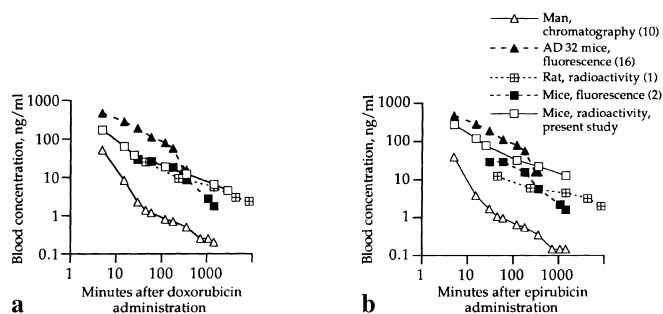 Man,
chromatography (10)
AD 32 mice,
fluorescence (16)
Rat, radioactivity (1)
Mice, fluorescence (2)
Mice, radioactivity,
present study
Blood concentration, ng/ml
1000
100
10
1
0.1
1 10 100 1000
Minutes after doxorubicin
administration
a
Blood concentration, ng/ml
1000
100
10
1
0.1
1 10 100 1000
Minutes after epirubicin
administration
b